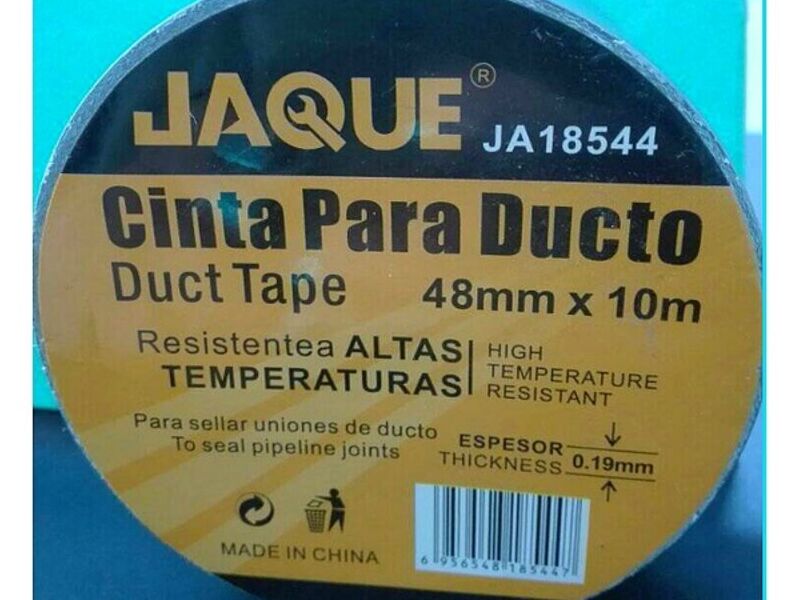 JAQUE®
JA18544
Cinta Para Ducto
Duct Tape 48mm x 10m
Resistentea ALTAS
TEMPERATURAS
HIGH
TEMPERATURE
RESISTANT
Para sellar uniones de ducto
To seal pipeline joints
ESPESOR
THICKNESS
0.19mm
MADE IN CHINA
6 956548 185447